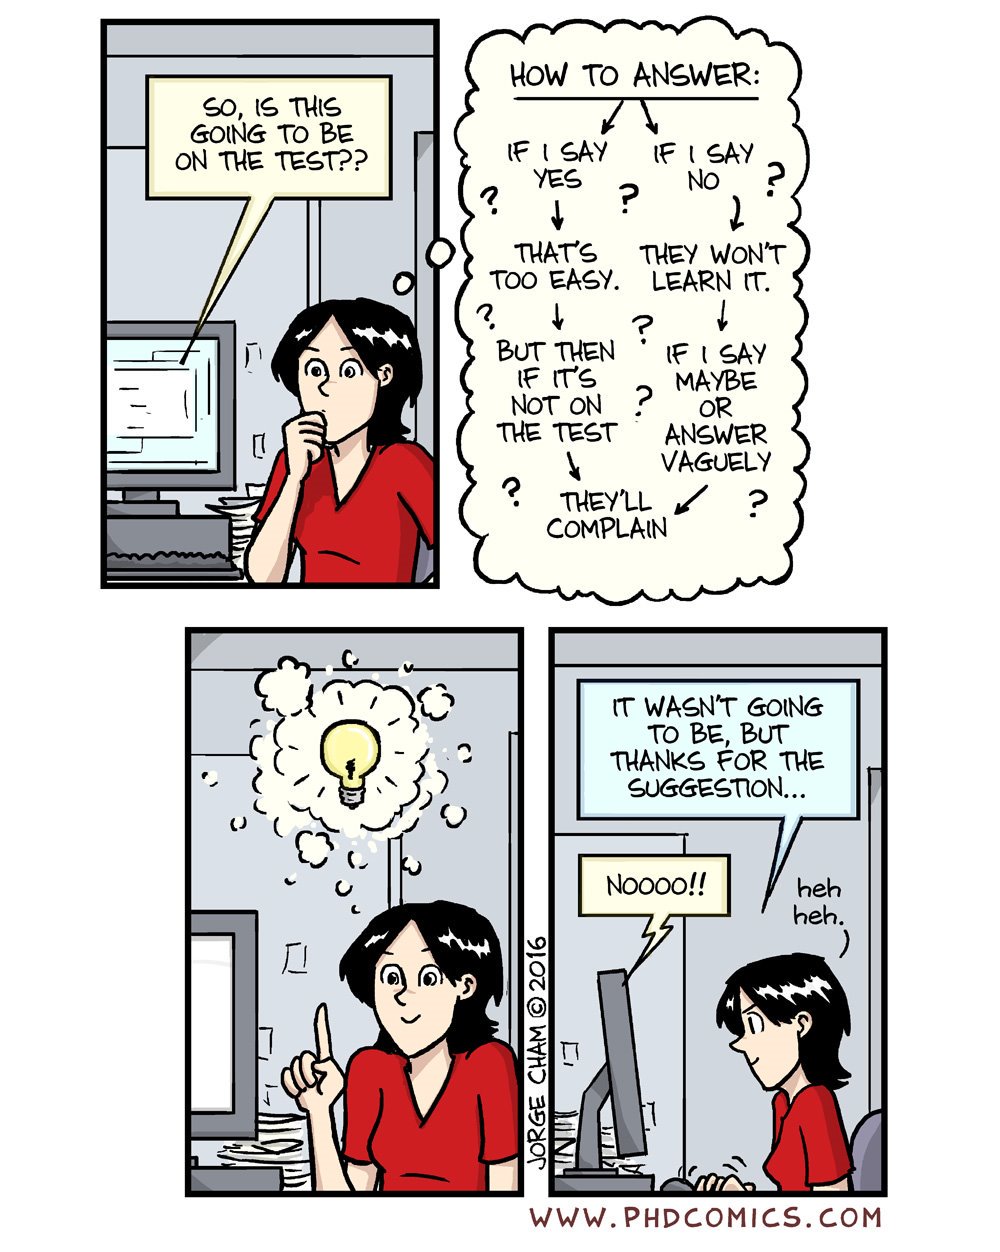 SO, IS THIS
GOING TO BE
ON THE TEST??
HOW TO ANSWER:
IF I SAY
YES
THAT'S
TOO EASY.
BUT THEN
IF IT'S
NOT ON
THE TEST
IF I SAY
NO
THEY WON'T
LEARN IT.
IF I SAY
MAYBE
OR
ANSWER
VAGUELY
THEY'LL
COMPLAIN
?
?
?
?
?
?
?
?
IT WASN'T GOING
TO BE, BUT
THANKS FOR THE
SUGGESTION...
NOOOO!!
heh
heh.
JORGE CHAM © 2016
WWW.PHDCOMICS.COM